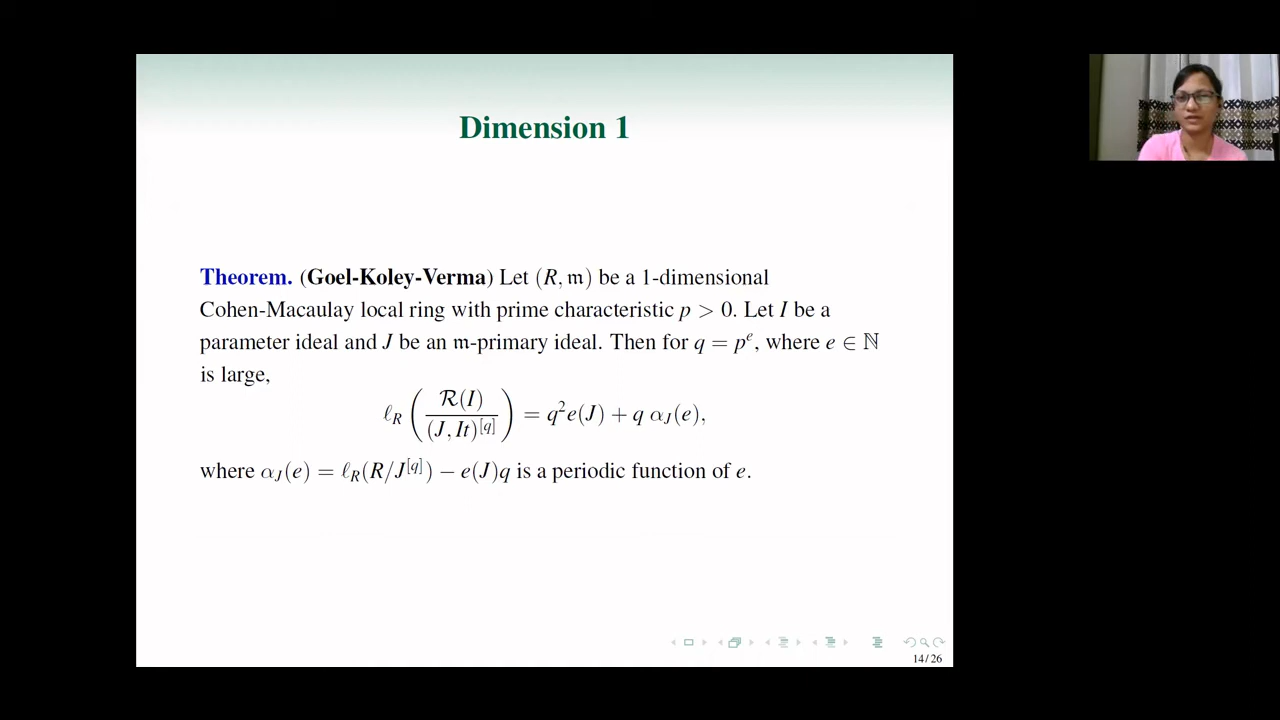 Dimension 1
Theorem. (Goel-Koley-Verma) Let (R, 𝔪) be a 1-dimensional
Cohen-Macaulay local ring with prime characteristic p > 0. Let I be a
parameter ideal and J be an 𝔪-primary ideal. Then for q = pᵉ, where e ∈ ℕ
is large,
ℓ_R ( ℛ(I) / (J, It)^[q] ) = q²e(J) + q α_J(e),
where α_J(e) = ℓ_R(R/J^[q]) − e(J)q is a periodic function of e.
14/26